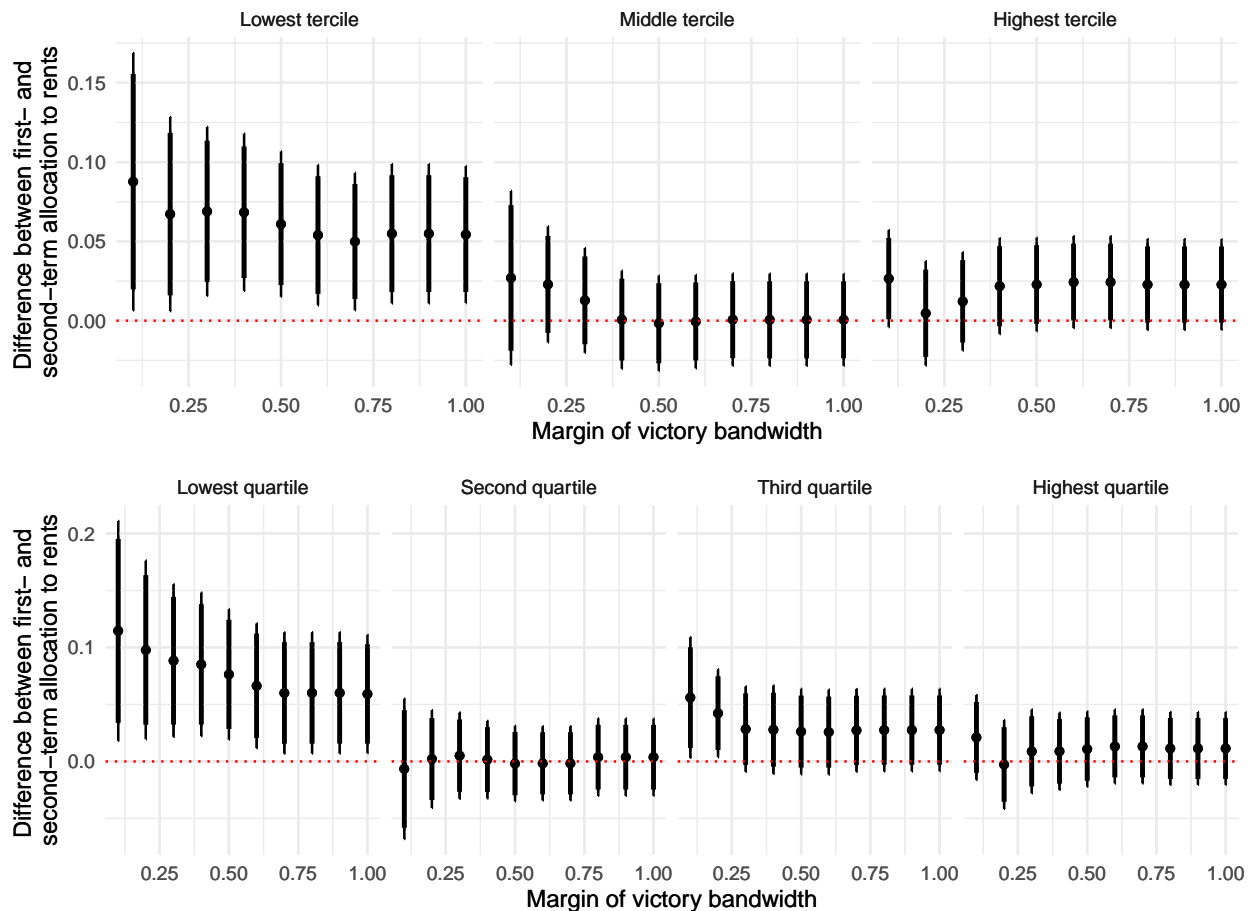 Lowest tercile
Middle tercile
Highest tercile
Difference between first− and
second−term allocation to rents
0.15
0.10
0.05
0.00
0.25 0.50 0.75 1.00
0.25 0.50 0.75 1.00
0.25 0.50 0.75 1.00
Margin of victory bandwidth
Lowest quartile
Second quartile
Third quartile
Highest quartile
Difference between first− and
second−term allocation to rents
0.2
0.1
0.0
0.25 0.50 0.75 1.00
0.25 0.50 0.75 1.00
0.25 0.50 0.75 1.00
0.25 0.50 0.75 1.00
Margin of victory bandwidth